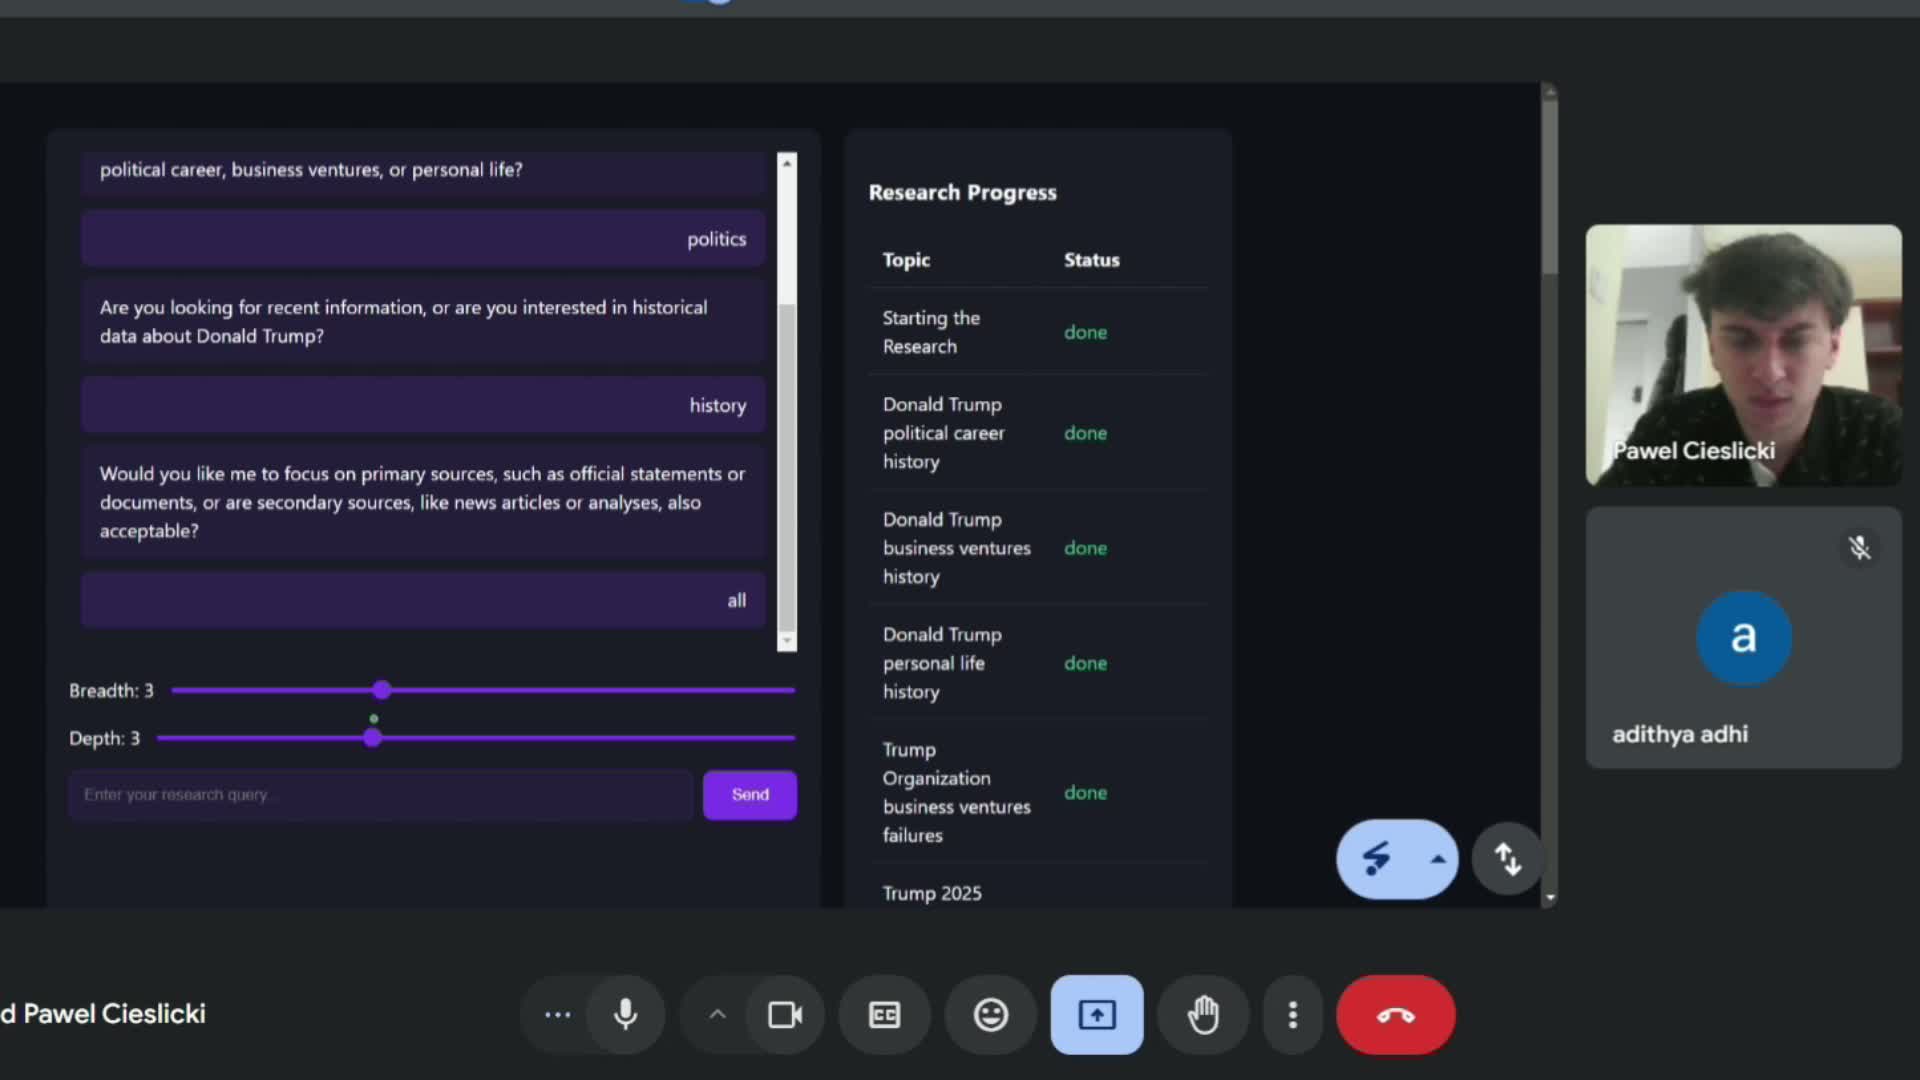 political career, business ventures, or personal life?
politics
Are you looking for recent information, or are you interested in historical
data about Donald Trump?
history
Would you like me to focus on primary sources, such as official statements or
documents, or are secondary sources, like news articles or analyses, also
acceptable?
all
Breadth: 3
Depth: 3
Enter your research query...
Send
Research Progress
Topic Status
Starting the
Research
done
Donald Trump
political career
history
done
Donald Trump
business ventures
history
done
Donald Trump
personal life
history
done
Trump
Organization
business ventures
failures
done
Trump 2025
Pawel Cieslicki
a
adithya adhi
d Pawel Cieslicki
CC